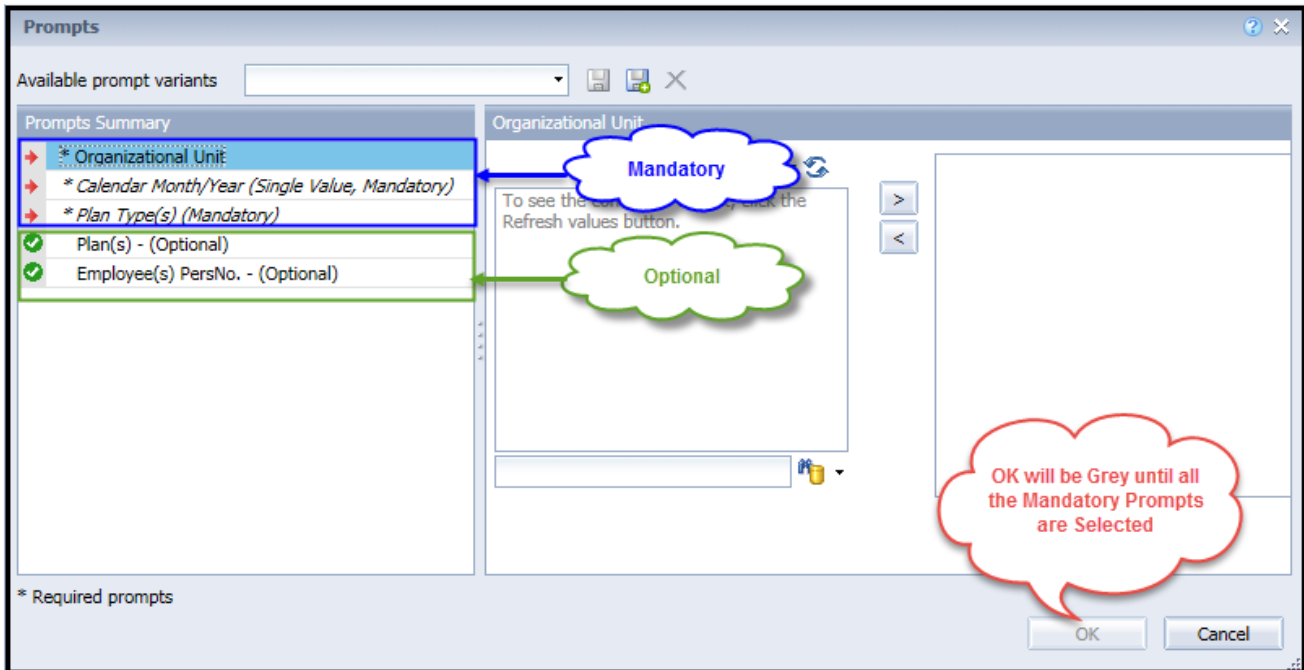 Prompts
Available prompt variants
Prompts Summary
Organizational Unit
* Organizational Unit
* Calendar Month/Year (Single Value, Mandatory)
* Plan Type(s) (Mandatory)
Plan(s) - (Optional)
Employee(s) PersNo. - (Optional)
Mandatory
To see the con click the
Refresh values button.
>
<
Optional
OK will be Grey until all
the Mandatory Prompts
are Selected
* Required prompts
OK
Cancel